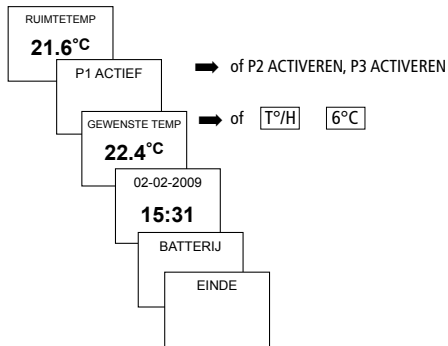 RUIMTETEMP
21.6°C
P1 ACTIEF
➡ of P2 ACTIVEREN, P3 ACTIVEREN
GEWENSTE TEMP
22.4°C
➡ of T°/H 6°C
02-02-2009
15:31
BATTERIJ
EINDE